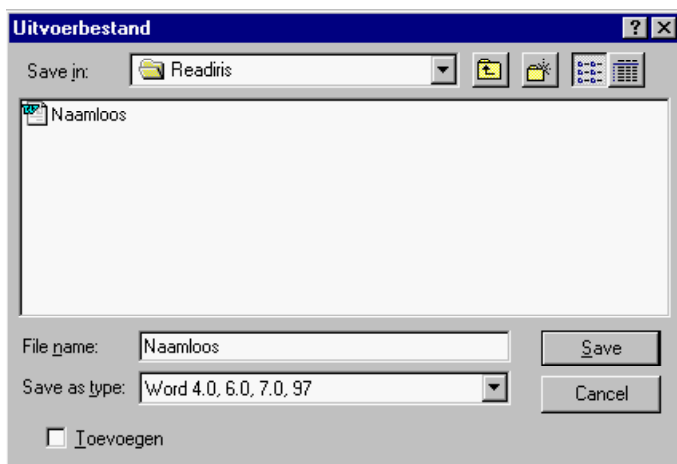 Uitvoerbestand
Save in: Readiris
Naamloos
File name: Naamloos Save
Save as type: Word 4.0, 6.0, 7.0, 97 Cancel
Toevoegen